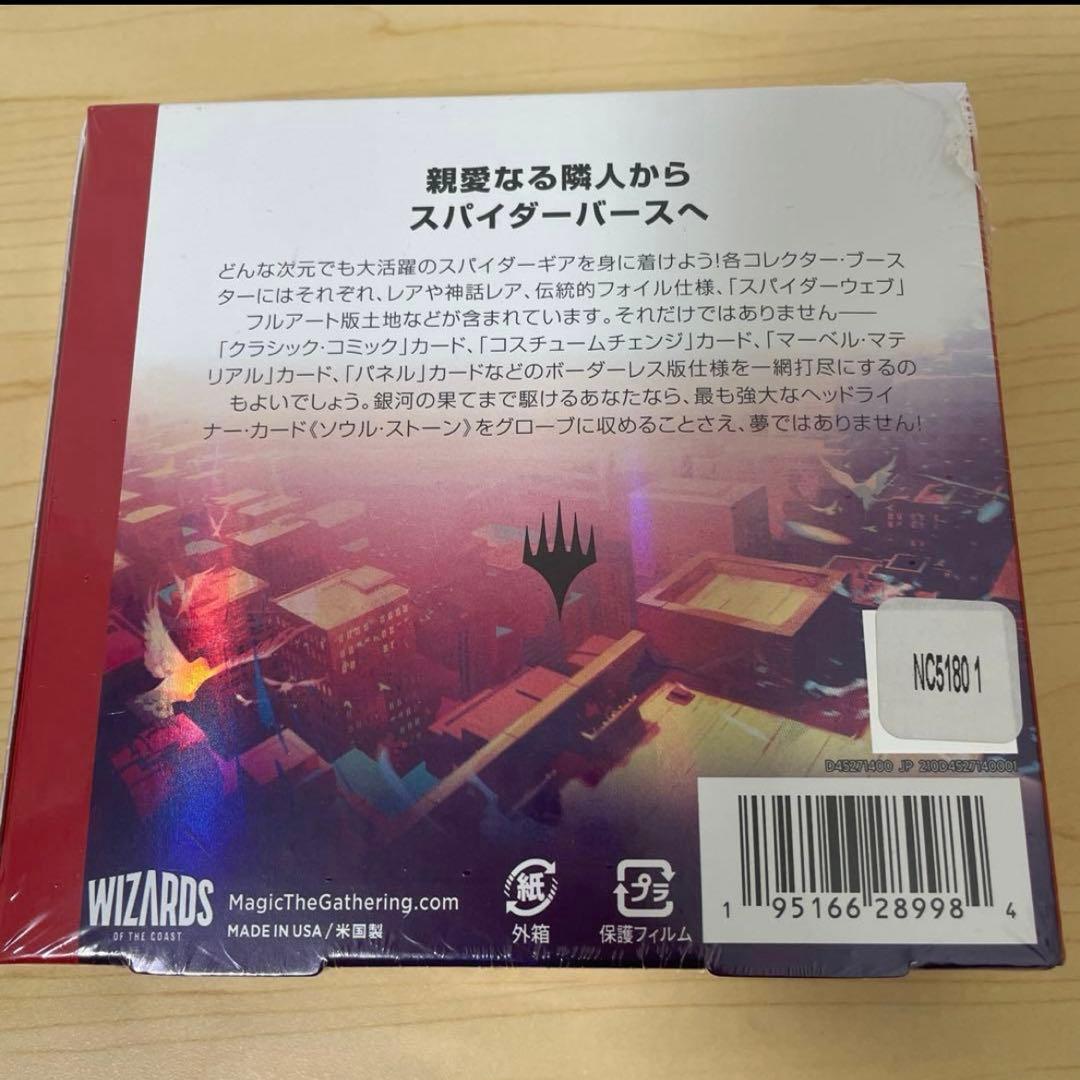 親愛なる隣人から
スパイダーバースへ
どんな次元でも大活躍のスパイダーギアを身に着けよう!各コレクター・ブース
ターにはそれぞれ、レアや神話レア、伝統的フォイル仕様、「スパイダーウェブ」
フルアート版土地などが含まれています。それだけではありません――
「クラシック・コミック」カード、「コスチュームチェンジ」カード、「マーベル・マテ
リアル」カード、「パネル」カードなどのボーダーレス版仕様を一網打尽にするの
もよいでしょう。銀河の果てまで駆けるあなたなら、最も強大なヘッドライ
ナー・カード《ソウル・ストーン》をグローブに収めることさえ、夢ではありません!
NC5180 1
D45271400 JP 210D4527140001
WIZARDS
OF THE COAST
MagicTheGathering.com
MADE IN USA / 米国製
紙
外箱
プラ
保護フィルム
1 95166 28998 4